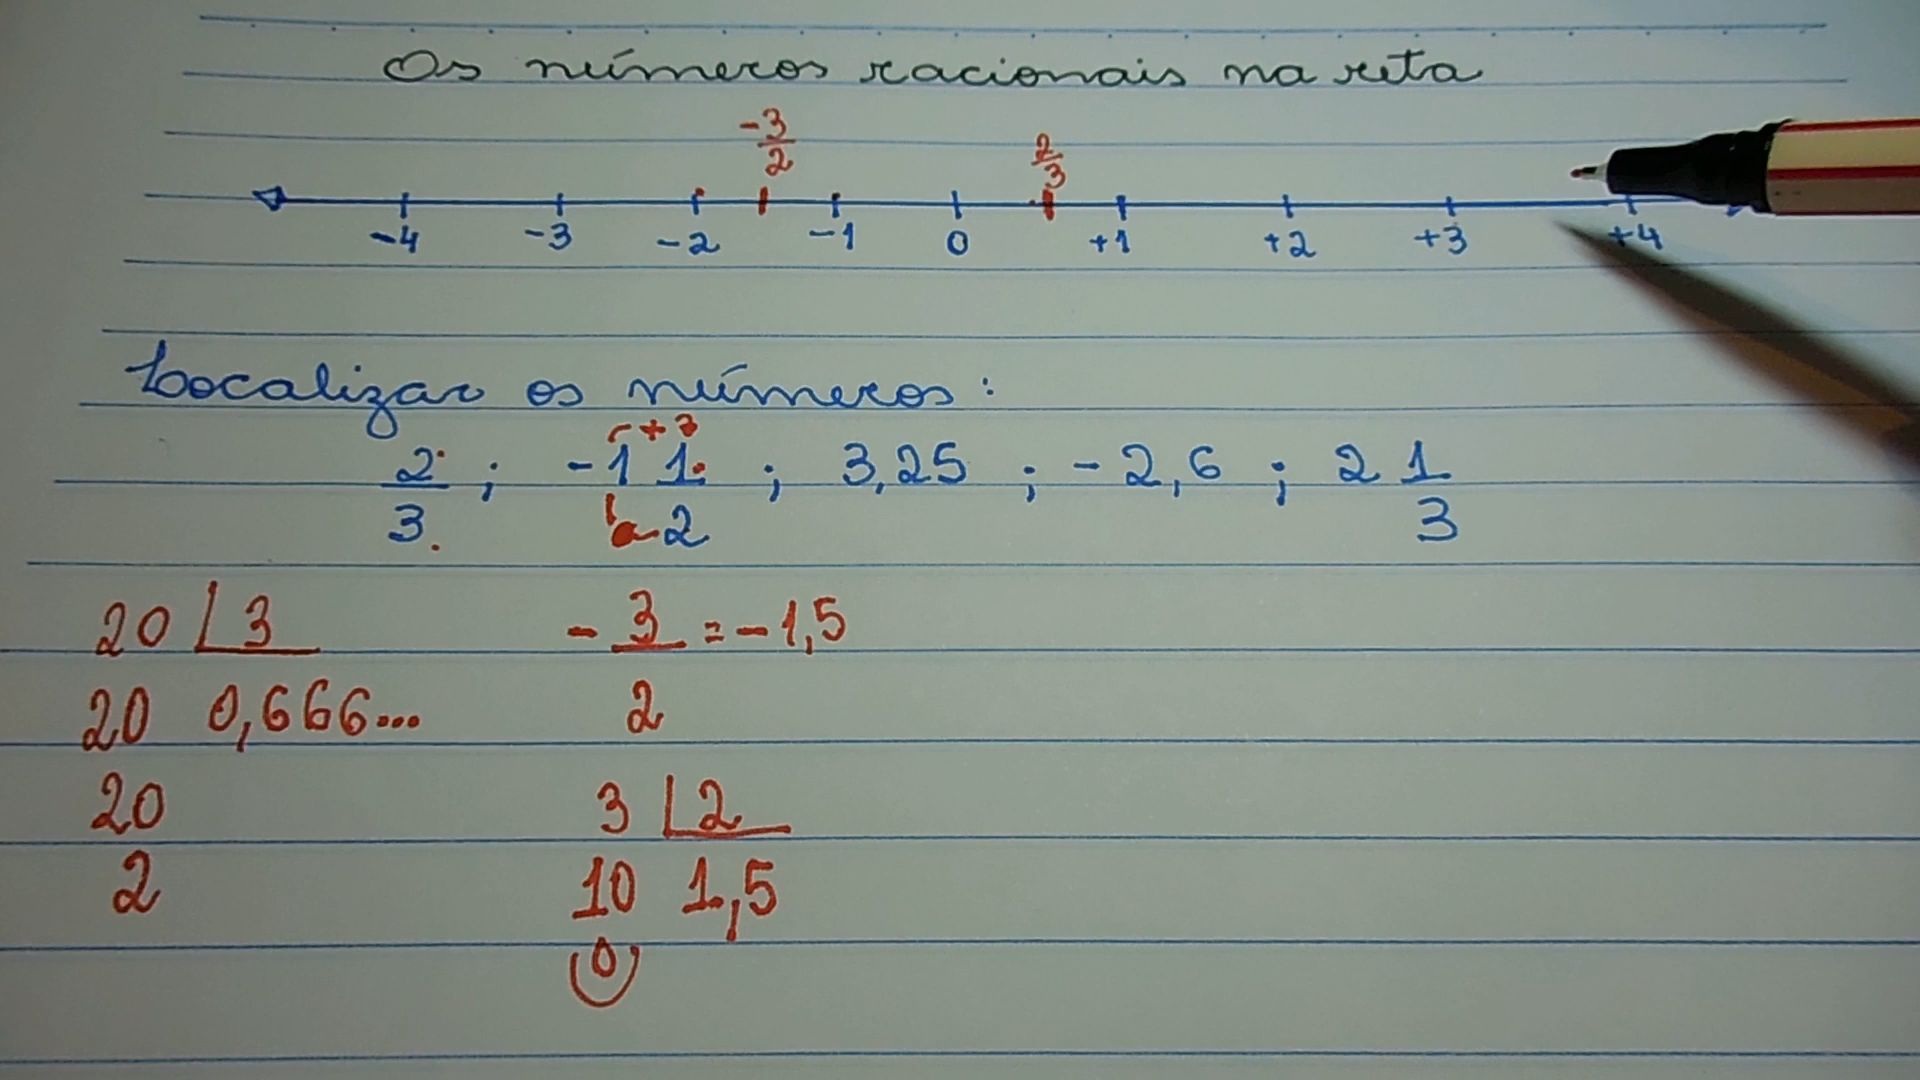 Os números racionais na reta
-3/2 2/3
-4 -3 -2 -1 0 +1 +2 +3 +4
Localizar os números:
2/3 ; -1 1/2 ; 3,25 ; -2,6 ; 2 1/3
20 3 - 3/2 = -1,5
20 0,666...
20 3 2
2 10 1,5
0